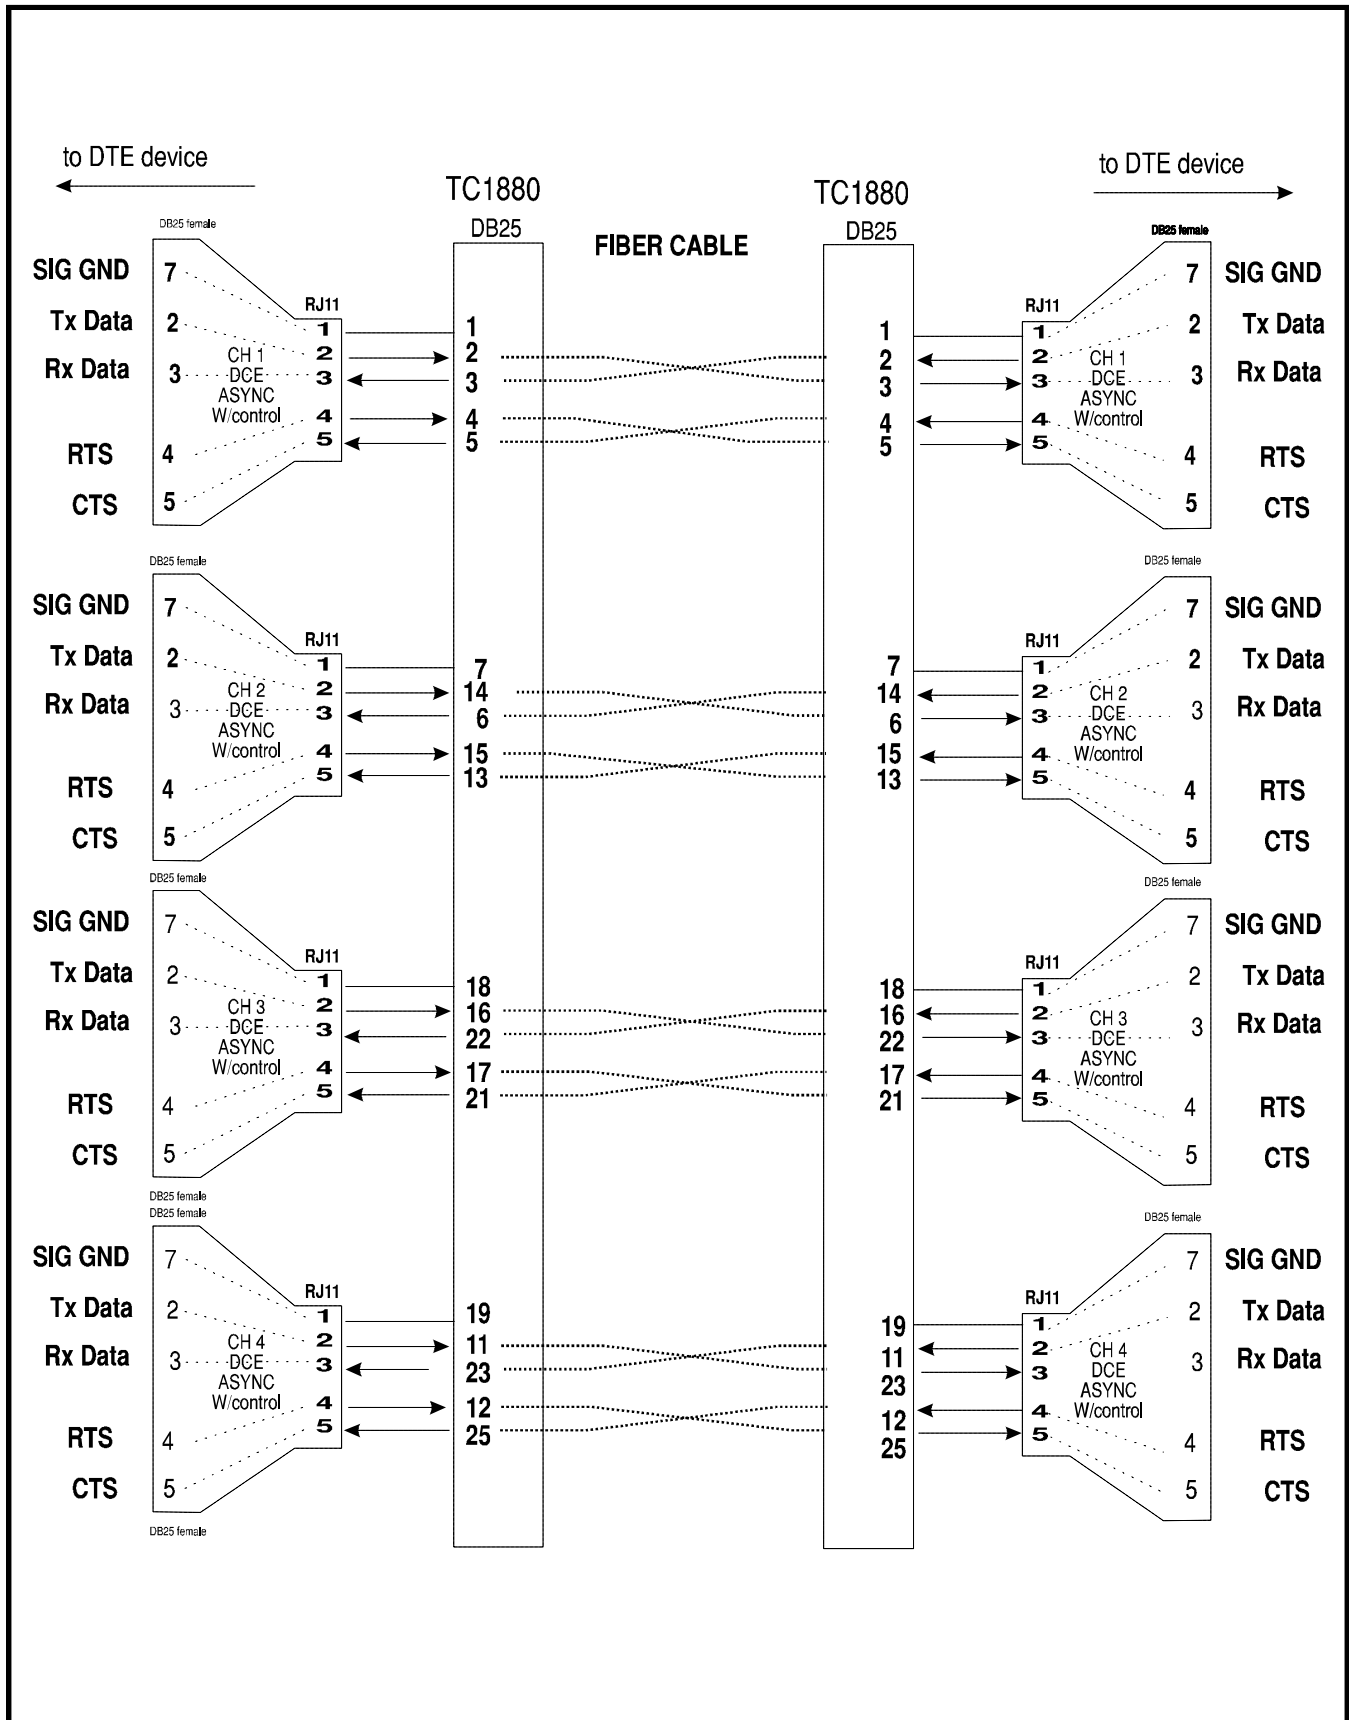 to DTE device
to DTE device
TC1880
TC1880
DB25
DB25
FIBER CABLE
DB25 female
SIG GND 7
Tx Data 2
Rx Data 3
RTS 4
CTS 5
CH 1
DCE
ASYNC
W/control
RJ11
1 1
2 2
3 3
4 4
5 5
DB25 female
1 1
2 2
3 3
4 4
5 5
RJ11
CH 1
DCE
ASYNC
W/control
7 SIG GND
2 Tx Data
3 Rx Data
4 RTS
5 CTS
DB25 female
SIG GND 7
Tx Data 2
Rx Data 3
RTS 4
CTS 5
CH 2
DCE
ASYNC
W/control
RJ11
1 7
2 14
3 6
4 15
5 13
DB25 female
7 1
14 2
6 3
15 4
13 5
RJ11
CH 2
DCE
ASYNC
W/control
7 SIG GND
2 Tx Data
3 Rx Data
4 RTS
5 CTS
DB25 female
SIG GND 7
Tx Data 2
Rx Data 3
RTS 4
CTS 5
CH 3
DCE
ASYNC
W/control
RJ11
1 18
2 16
3 22
4 17
5 21
DB25 female
18 1
16 2
22 3
17 4
21 5
RJ11
CH 3
DCE
ASYNC
W/control
7 SIG GND
2 Tx Data
3 Rx Data
4 RTS
5 CTS
DB25 female
DB25 female
SIG GND 7
Tx Data 2
Rx Data 3
RTS 4
CTS 5
CH 4
DCE
ASYNC
W/control
RJ11
1 19
2 11
3 23
4 12
5 25
DB25 female
DB25 female
19 1
11 2
23 3
12 4
25 5
RJ11
CH 4
DCE
ASYNC
W/control
7 SIG GND
2 Tx Data
3 Rx Data
4 RTS
5 CTS